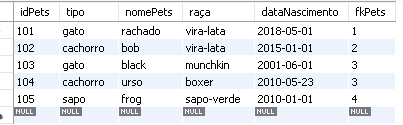 idPets tipo nomePets raça dataNascimento fkPets
101 gato rachado vira-lata 2018-05-01 1
102 cachorro bob vira-lata 2015-01-01 2
103 gato black munchkin 2001-06-01 3
104 cachorro urso boxer 2010-05-23 3
105 sapo frog sapo-verde 2010-01-01 4
NULL NULL NULL NULL NULL NULL